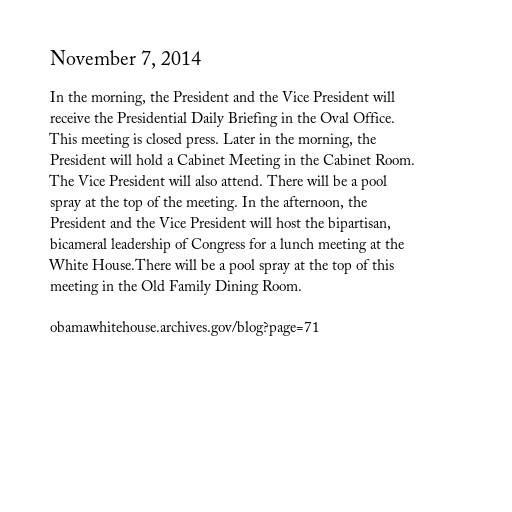 November 7, 2014
In the morning, the President and the Vice President will
receive the Presidential Daily Briefing in the Oval Office.
This meeting is closed press. Later in the morning, the
President will hold a Cabinet Meeting in the Cabinet Room.
The Vice President will also attend. There will be a pool
spray at the top of the meeting. In the afternoon, the
President and the Vice President will host the bipartisan,
bicameral leadership of Congress for a lunch meeting at the
White House.There will be a pool spray at the top of this
meeting in the Old Family Dining Room.
obamawhitehouse.archives.gov/blog?page=71